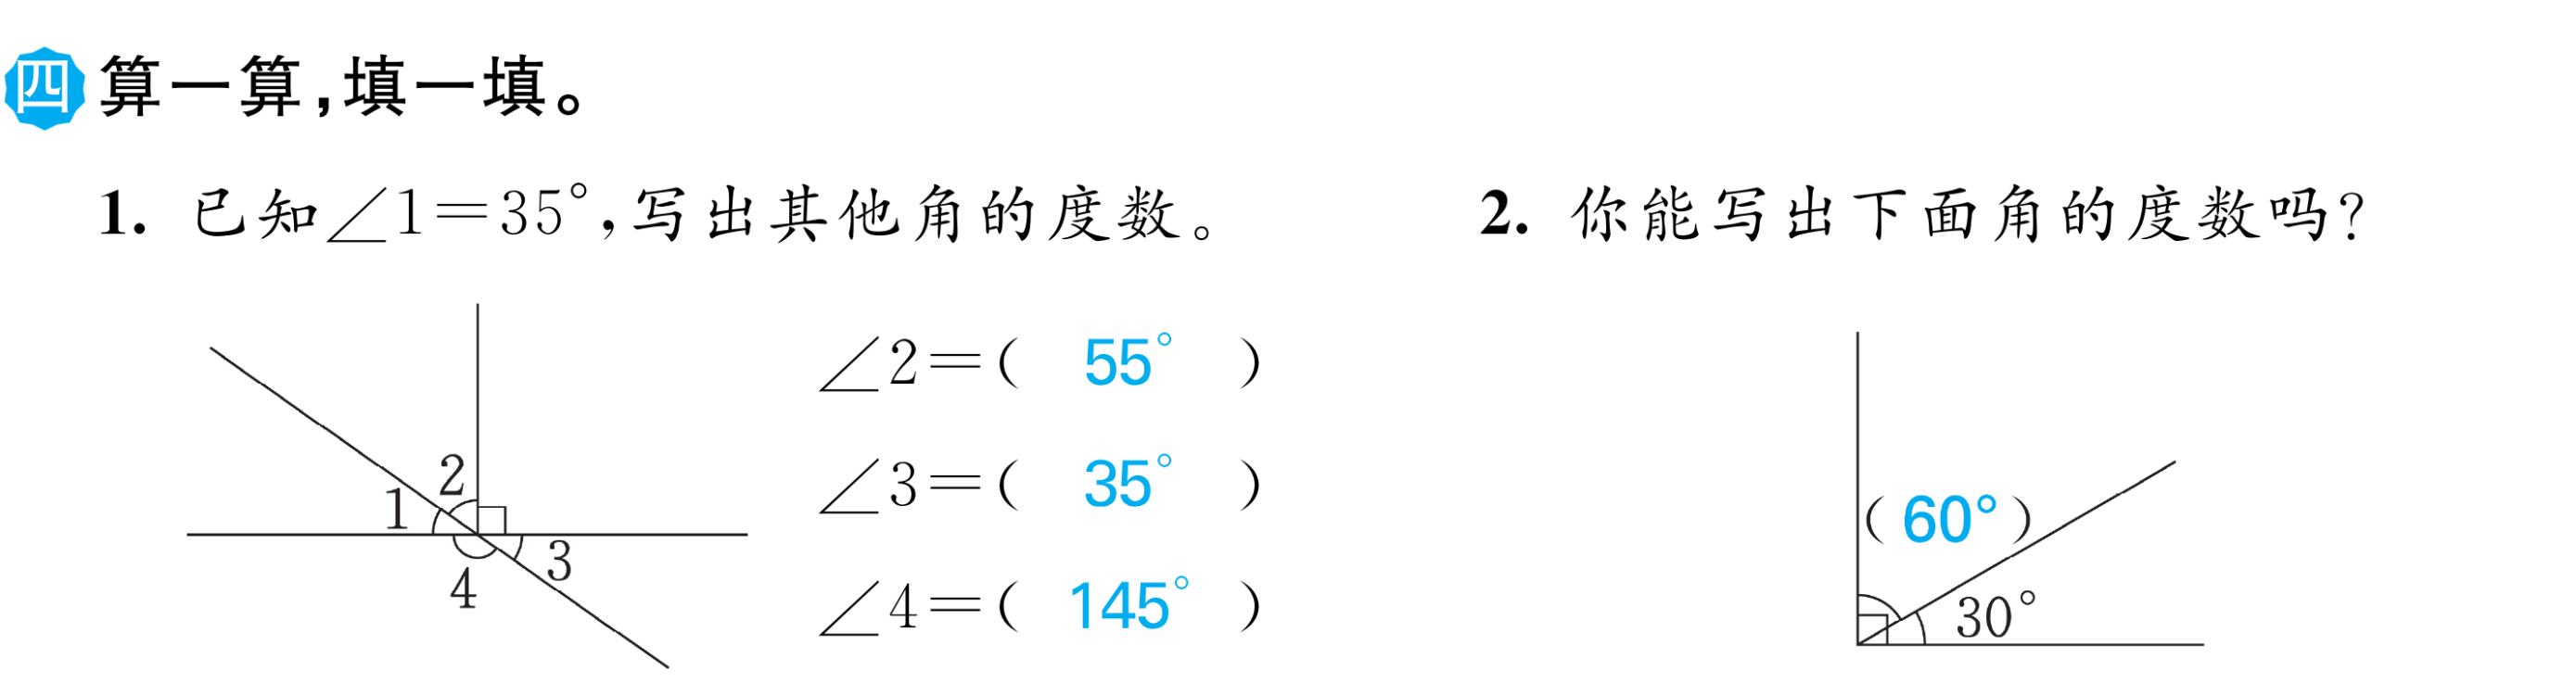 四 算一算,填一填。
1. 已知∠1=35°,写出其他角的度数。
2. 你能写出下面角的度数吗?
∠2=( 55° )
∠3=( 35° )
∠4=( 145° )
2
1
3
4
( 60° )
30°